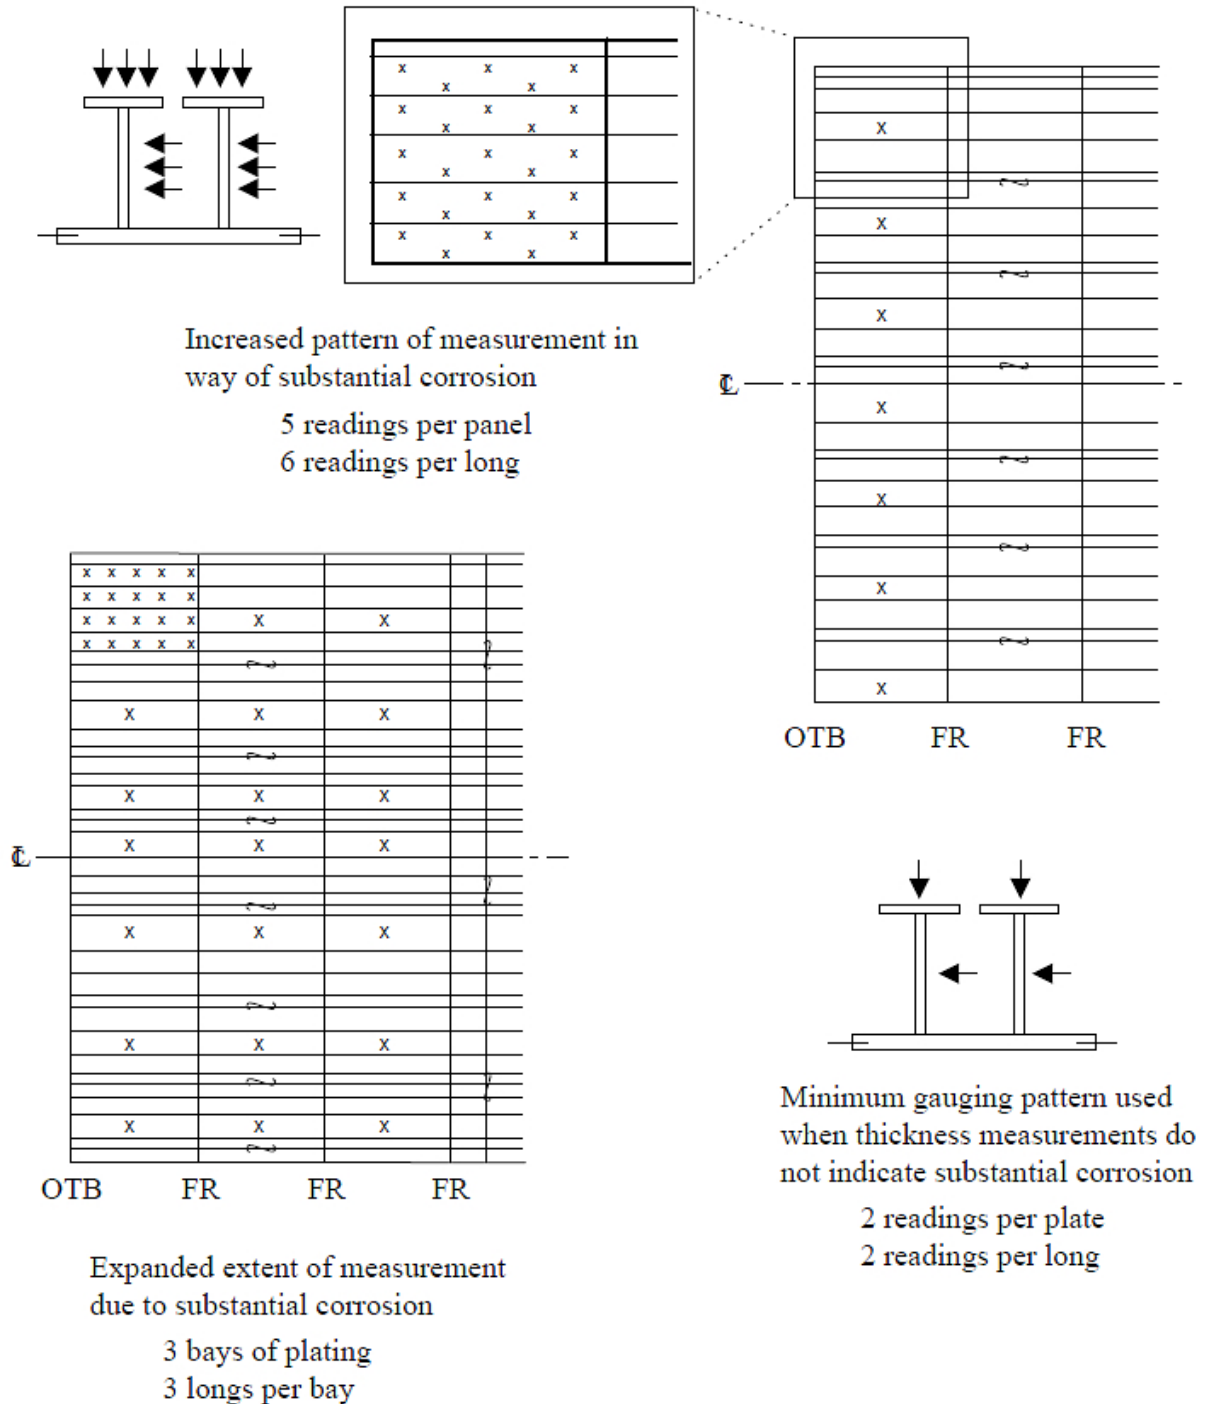 x x x
x x
x x x
x x
x x x
x x
x x x
x x
x x x
x x
Increased pattern of measurement in
way of substantial corrosion
5 readings per panel
6 readings per long
x
x
x
℄
x
x
x
x
OTB FR FR
x x x x x
x x x x x
x x x x x x x
x x x x x
x x x
x x x
℄
x x x
x x x
x x x
x x x
OTB FR FR FR
Expanded extent of measurement
due to substantial corrosion
3 bays of plating
3 longs per bay
Minimum gauging pattern used
when thickness measurements do
not indicate substantial corrosion
2 readings per plate
2 readings per long